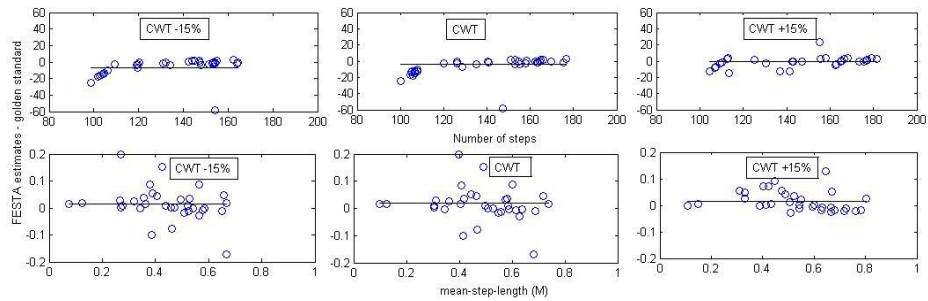 CWT -15%
CWT
CWT +15%
60
40
20
0
-20
-40
-60
80 100 120 140 160 180 200
60
40
20
0
-20
-40
-60
80 100 120 140 160 180 200
60
40
20
0
-20
-40
-60
80 100 120 140 160 180 200
Number of steps
FESTA estimates - golden standard
CWT -15%
CWT
CWT +15%
0.2
0.1
0
-0.1
-0.2
0 0.2 0.4 0.6 0.8 1
0.2
0.1
0
-0.1
-0.2
0 0.2 0.4 0.6 0.8 1
0.2
0.1
0
-0.1
-0.2
0 0.2 0.4 0.6 0.8 1
mean-step-length (M)